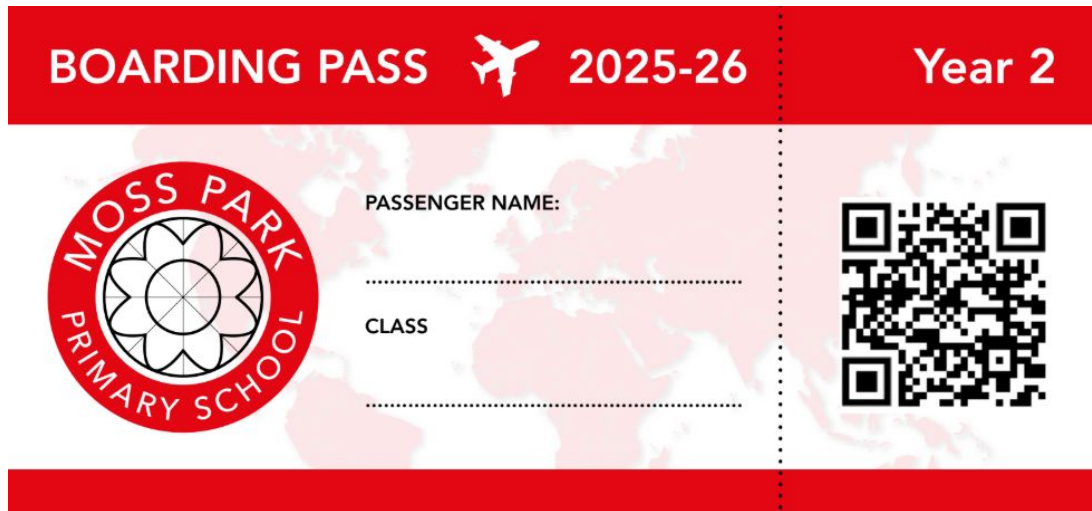 BOARDING PASS 2025-26 Year 2
MOSS PARK
PRIMARY SCHOOL
PASSENGER NAME:
CLASS